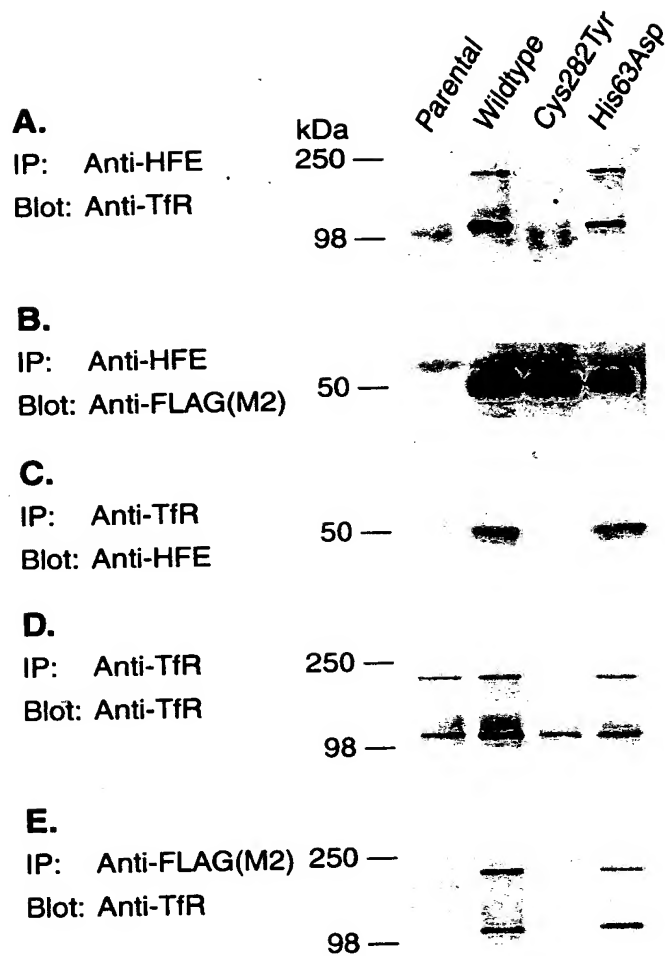 Parental Wildtype Cys282Tyr His63Asp
A.
kDa
IP: Anti-HFE
250
Blot: Anti-TfR
98
B.
IP: Anti-HFE
Blot: Anti-FLAG(M2)
50
C.
IP: Anti-TfR
50
Blot: Anti-HFE
D.
IP: Anti-TfR
250
Blot: Anti-TfR
98
E.
IP: Anti-FLAG(M2)
250
Blot: Anti-TfR
98